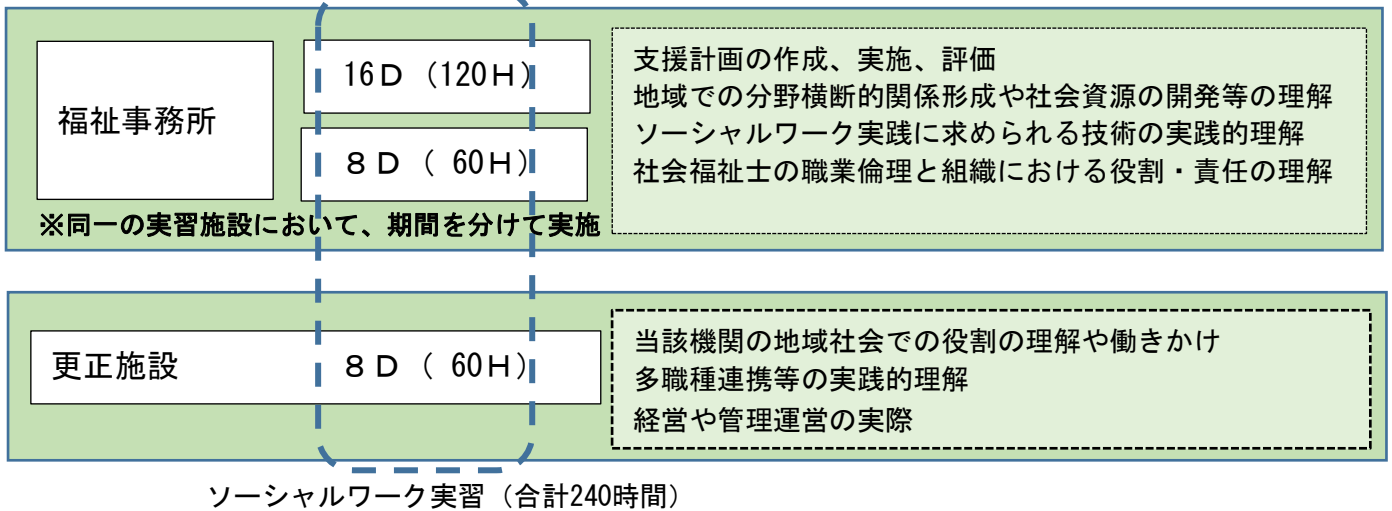 福祉事務所
16D (120H)
8D ( 60H)
※同一の実習施設において、期間を分けて実施
支援計画の作成、実施、評価
地域での分野横断的関係形成や社会資源の開発等の理解
ソーシャルワーク実践に求められる技術の実践的理解
社会福祉士の職業倫理と組織における役割・責任の理解
更正施設
8D ( 60H)
当該機関の地域社会での役割の理解や働きかけ
多職種連携等の実践的理解
経営や管理運営の実際
ソーシャルワーク実習（合計240時間）